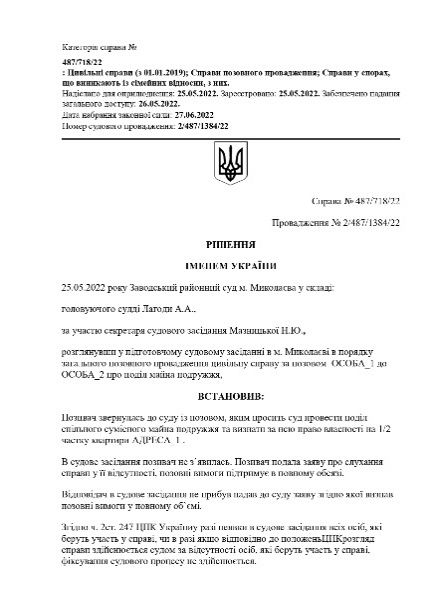 Категорія справи №
487/718/22
: Цивільні справи (з 01.01.2019); Справи позовного провадження; Справи у спорах,
що виникають із сімейних відносин, з них.
Надіслано для оприлюднення: 25.05.2022. Зареєстровано: 25.05.2022. Забезпечено надання
загального доступу: 26.05.2022.
Дата набрання законної сили: 27.06.2022
Номер судового провадження: 2/487/1384/22
Справа № 487/718/22
Провадження № 2/487/1384/22
РІШЕННЯ
ІМЕНЕМ УКРАЇНИ
25.05.2022 року Заводський районний суд м. Миколаєва у складі:
головуючого судді Лагоди А.А.,
за участю секретаря судового засідання Мазницької Н.Ю.,
розглянувши у підготовчому судовому засіданні в м. Миколаєві в порядку
загального позовного провадження цивільну справу за позовом ОСОБА_1 до
ОСОБА_2 про поділ майна подружжя,
ВСТАНОВИВ:
Позивач звернулась до суду із позовом, яким просить суд провести поділ
спільного сумісного майна подружжя та визнати за нею право власності на 1/2
частку квартири АДРЕСА_1 .
В судове засідання позивач не з'явилась. Позивач подала заяву про слухання
справи у її відсутності, позовні вимоги підтримує в повному обсязі.
Відповідач в судове засідання не прибув надав до суду заяву згідно якої визнав
позовні вимоги у повному об'ємі.
Згідно ч. 2ст. 247 ЦПК Україниу разі неявки в судове засідання всіх осіб, які
беруть участь у справі, чи в разі якщо відповідно до положеньЦПКрозгляд
справи здійснюється судом за відсутності осіб, які беруть участь у справі,
фіксування судового процесу не здійснюється.